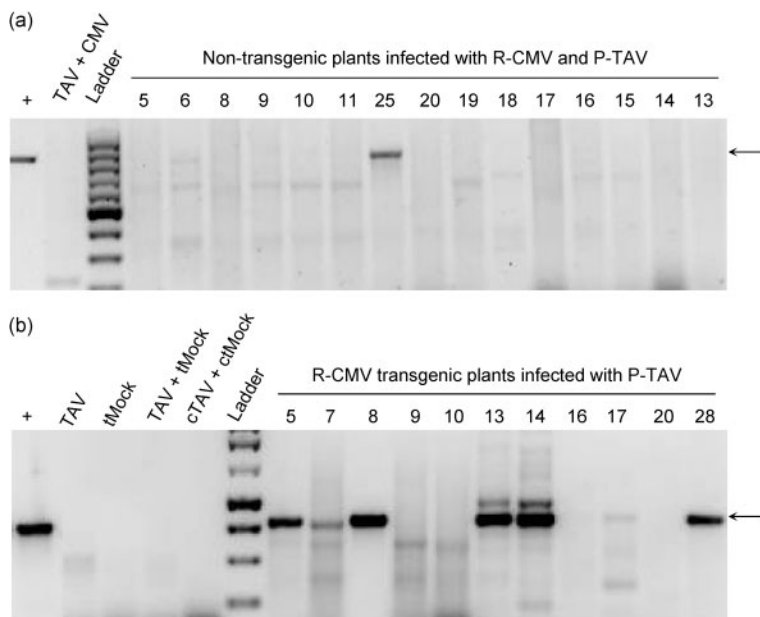 (a)
Non-transgenic plants infected with R-CMV and P-TAV
+ TAV + CMV Ladder 5 6 8 9 10 11 25 20 19 18 17 16 15 14 13
(b)
R-CMV transgenic plants infected with P-TAV
+ TAV tMock TAV + tMock cTAV + ctMock Ladder 5 7 8 9 10 13 14 16 17 20 28